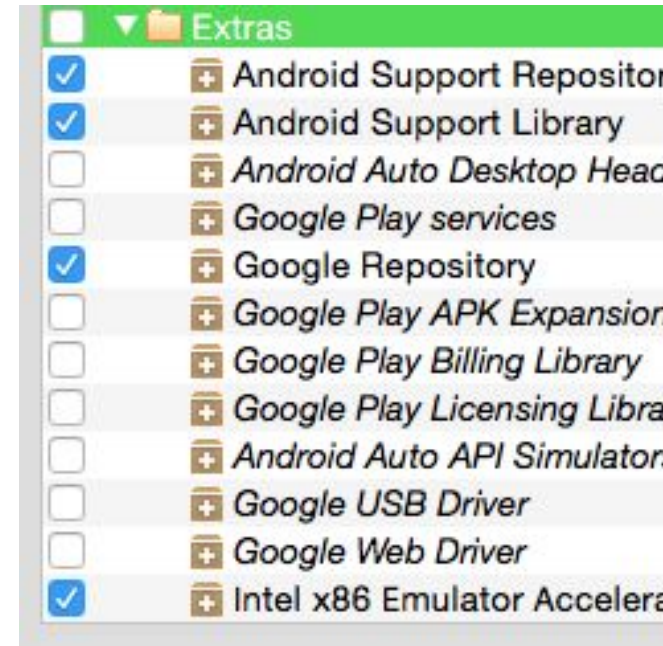 Extras
Android Support Repositor
Android Support Library
Android Auto Desktop Head
Google Play services
Google Repository
Google Play APK Expansion
Google Play Billing Library
Google Play Licensing Libra
Android Auto API Simulators
Google USB Driver
Google Web Driver
Intel x86 Emulator Accelera